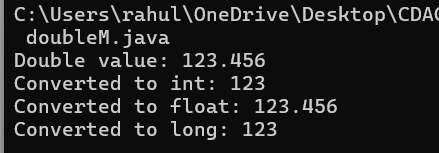 C:\Users\rahul\OneDrive\Desktop\CDAC
 doubleM.java
Double value: 123.456
Converted to int: 123
Converted to float: 123.456
Converted to long: 123